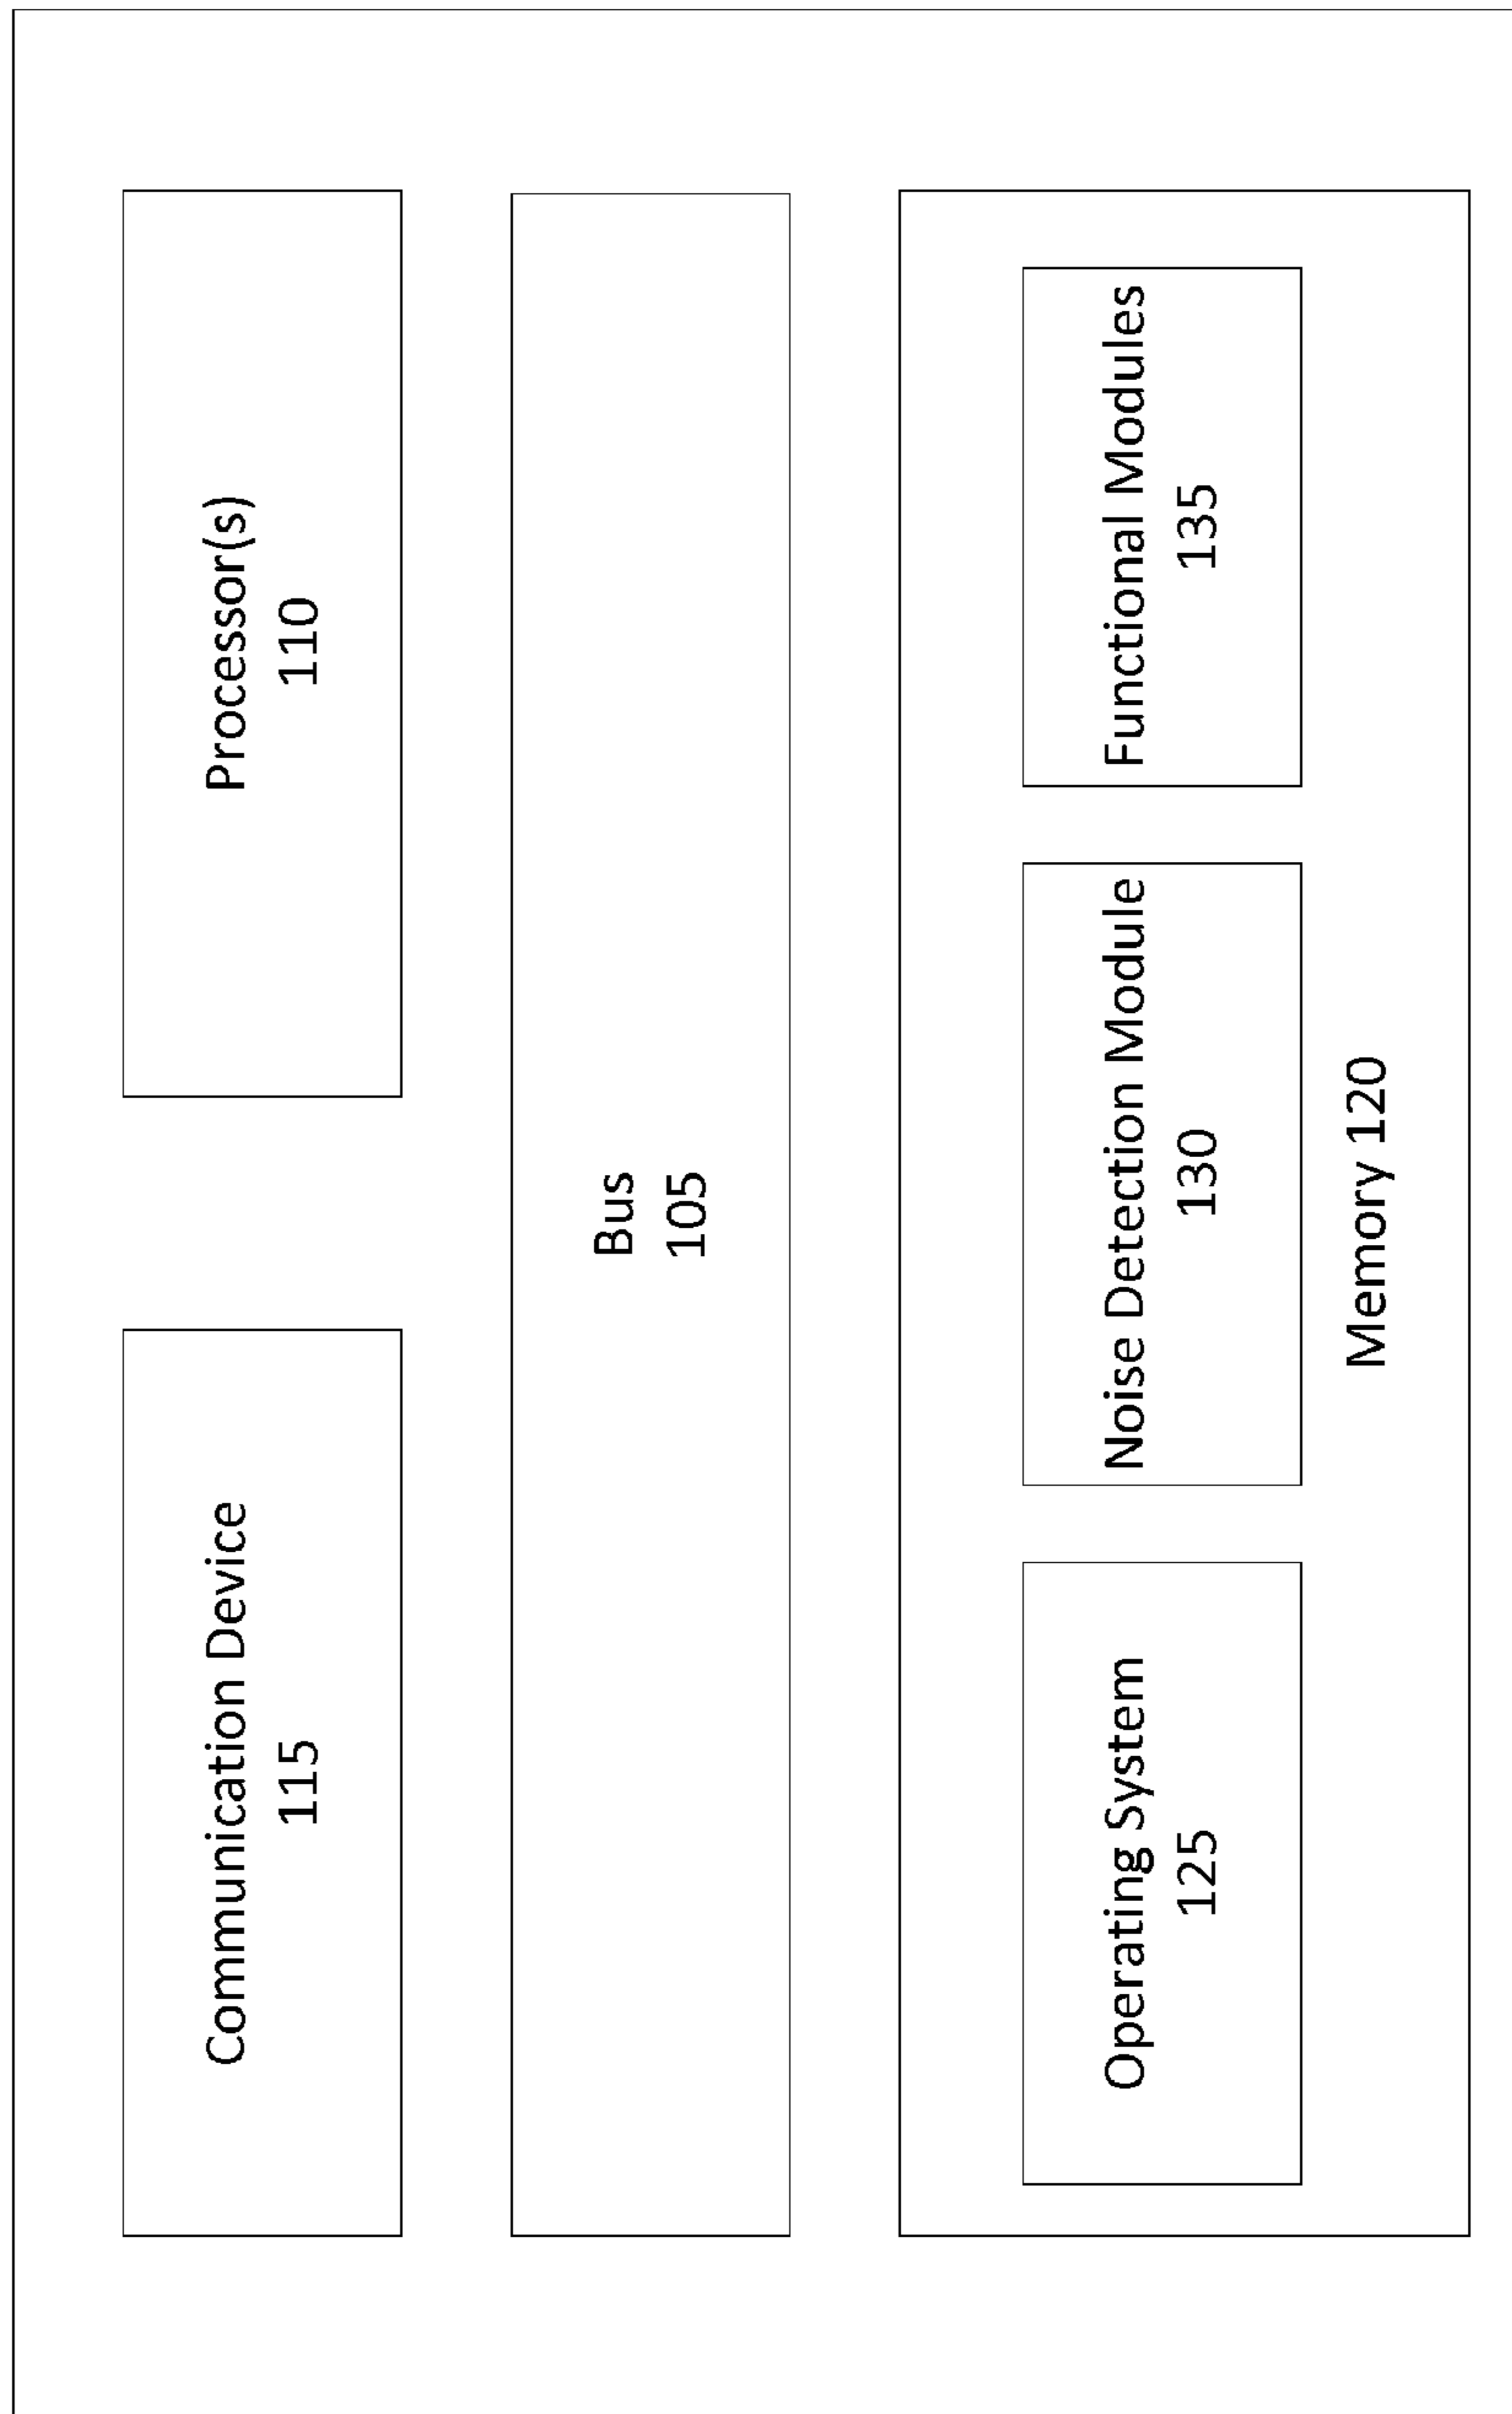 Communication Device
115
Processor(s)
110
Bus
105
Operating System
125
Noise Detection Module
130
Functional Modules
135
Memory 120